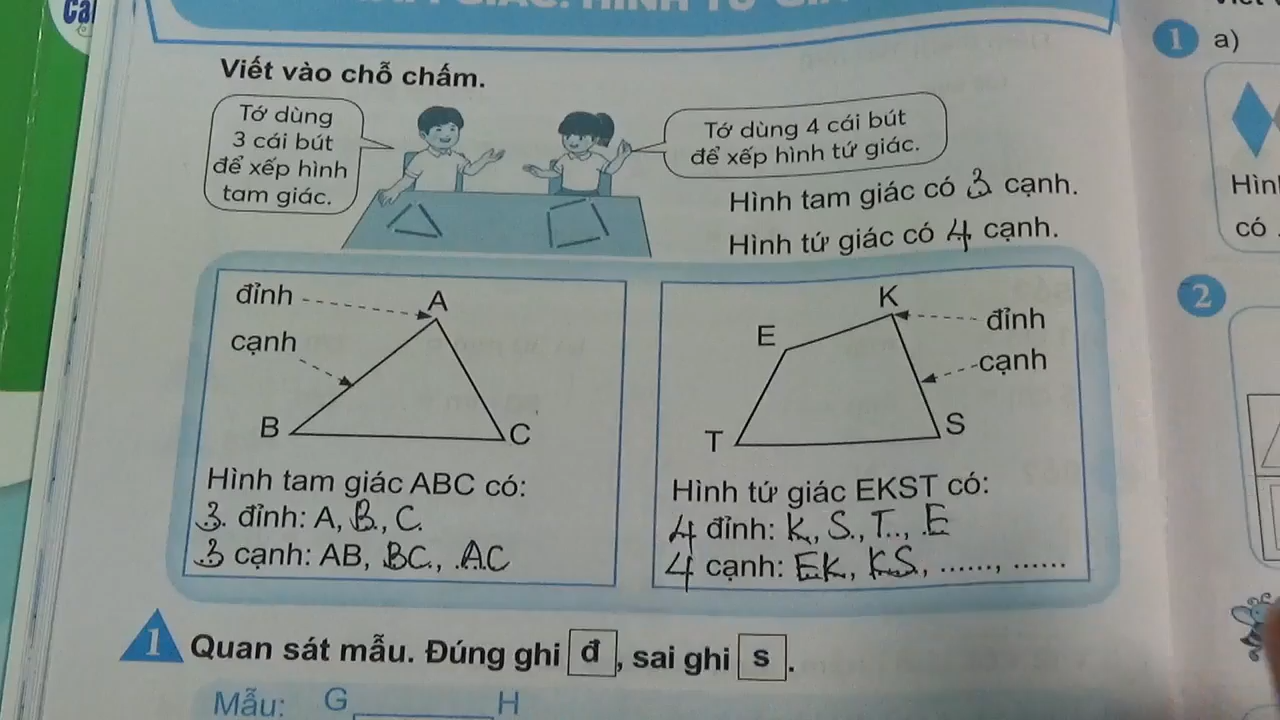 Viết vào chỗ chấm.
Tớ dùng
3 cái bút
để xếp hình
tam giác.
Tớ dùng 4 cái bút
để xếp hình tứ giác.
Hình tam giác có 3 cạnh.
Hình tứ giác có 4 cạnh.
đỉnh
A
cạnh
B
C
Hình tam giác ABC có:
3 đỉnh: A, B, C.
3 cạnh: AB, BC, AC
K
đỉnh
E
cạnh
S
T
Hình tứ giác EKST có:
4 đỉnh: K, S, T, E
4 cạnh: EK, KS, ......, ......
1 Quan sát mẫu. Đúng ghi đ, sai ghi s.
Mẫu: G H
1 a)
có
2